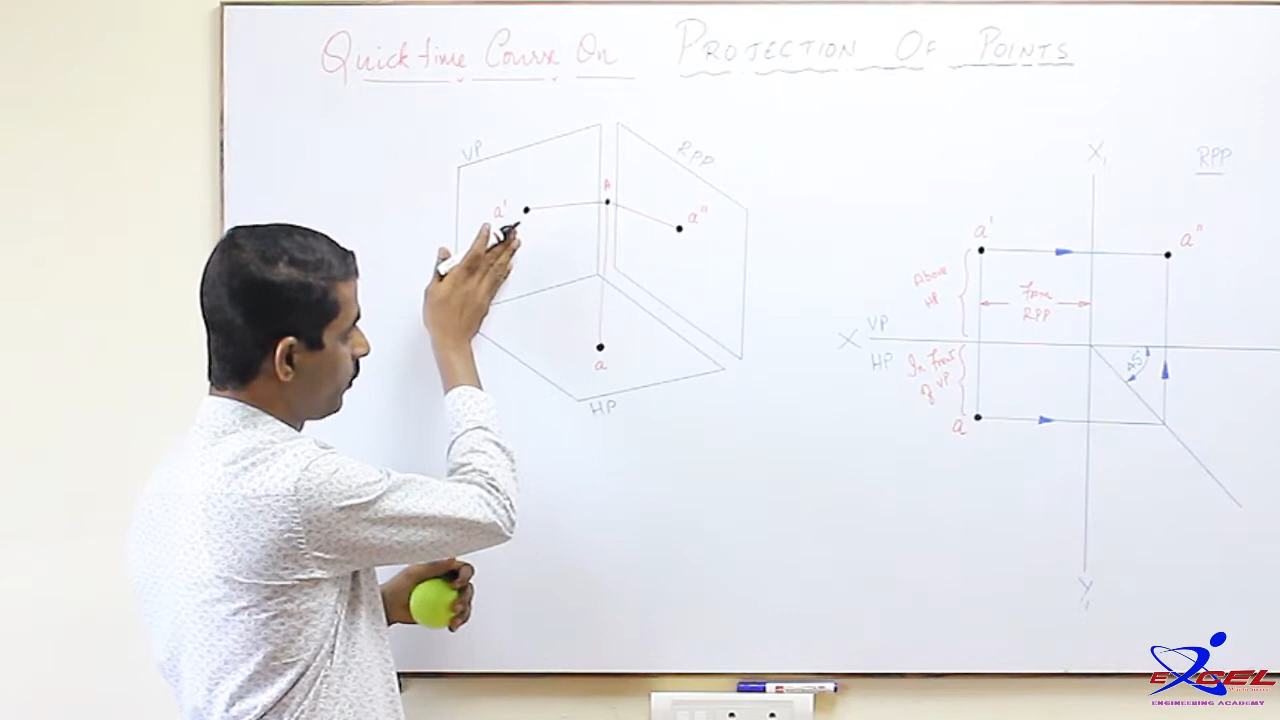 Quick time Course On PROJECTION OF POINTS
VP
RPP
A
a'
a"
a
HP
X₁
RPP
a'
a"
Above
HP
from
RPP
X
VP
HP
In front
of VP
45
a
Y₁
EXCEL
ENGINEERING ACADEMY